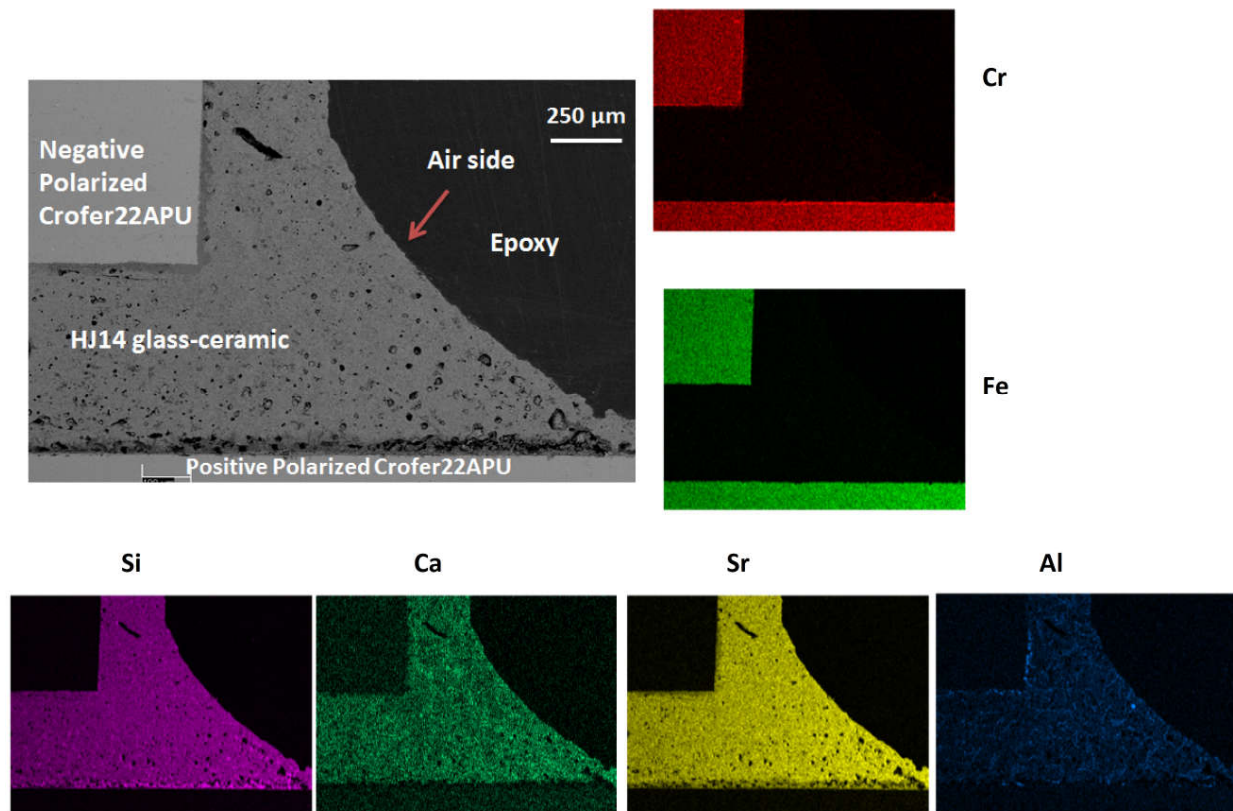 Cr
250 µm
Negative
Polarized
Crofer22APU
Air side
Epoxy
HJ14 glass-ceramic
Fe
Positive Polarized Crofer22APU
Si
Ca
Sr
Al